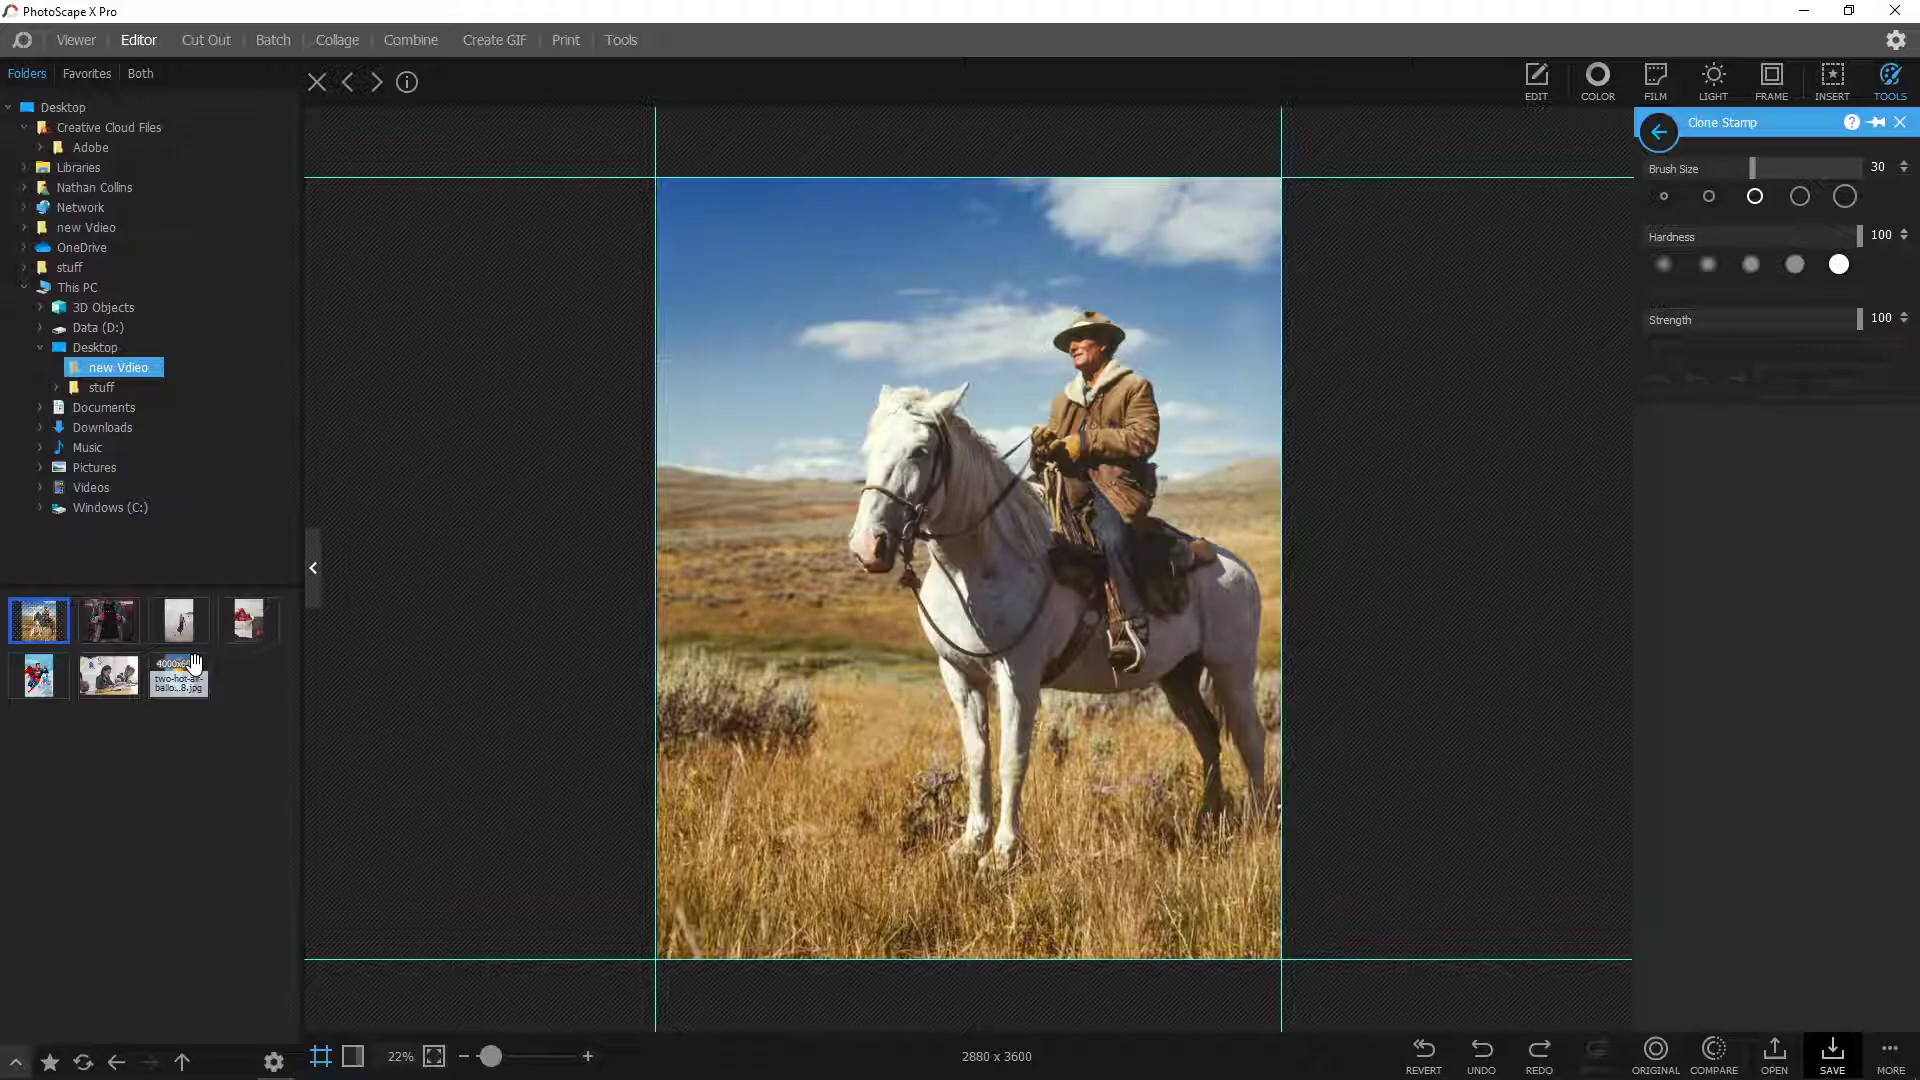 PhotoScape X Pro
Viewer
Editor
Cut Out
Batch
Collage
Combine
Create GIF
Print
Tools
Folders
Favorites
Both
EDIT
COLOR
FILM
LIGHT
FRAME
INSERT
TOOLS
Desktop
Creative Cloud Files
Adobe
Libraries
Nathan Collins
Network
new Vdieo
OneDrive
stuff
This PC
3D Objects
Data (D:)
Desktop
new Vdieo
stuff
Documents
Downloads
Music
Pictures
Videos
Windows (C:)
Clone Stamp
Brush Size
30
Hardness
100
Strength
100
two-hot-air-
ballo...8.jpg
22%
2880 x 3600
REVERT
UNDO
REDO
ORIGINAL
COMPARE
OPEN
SAVE
MORE